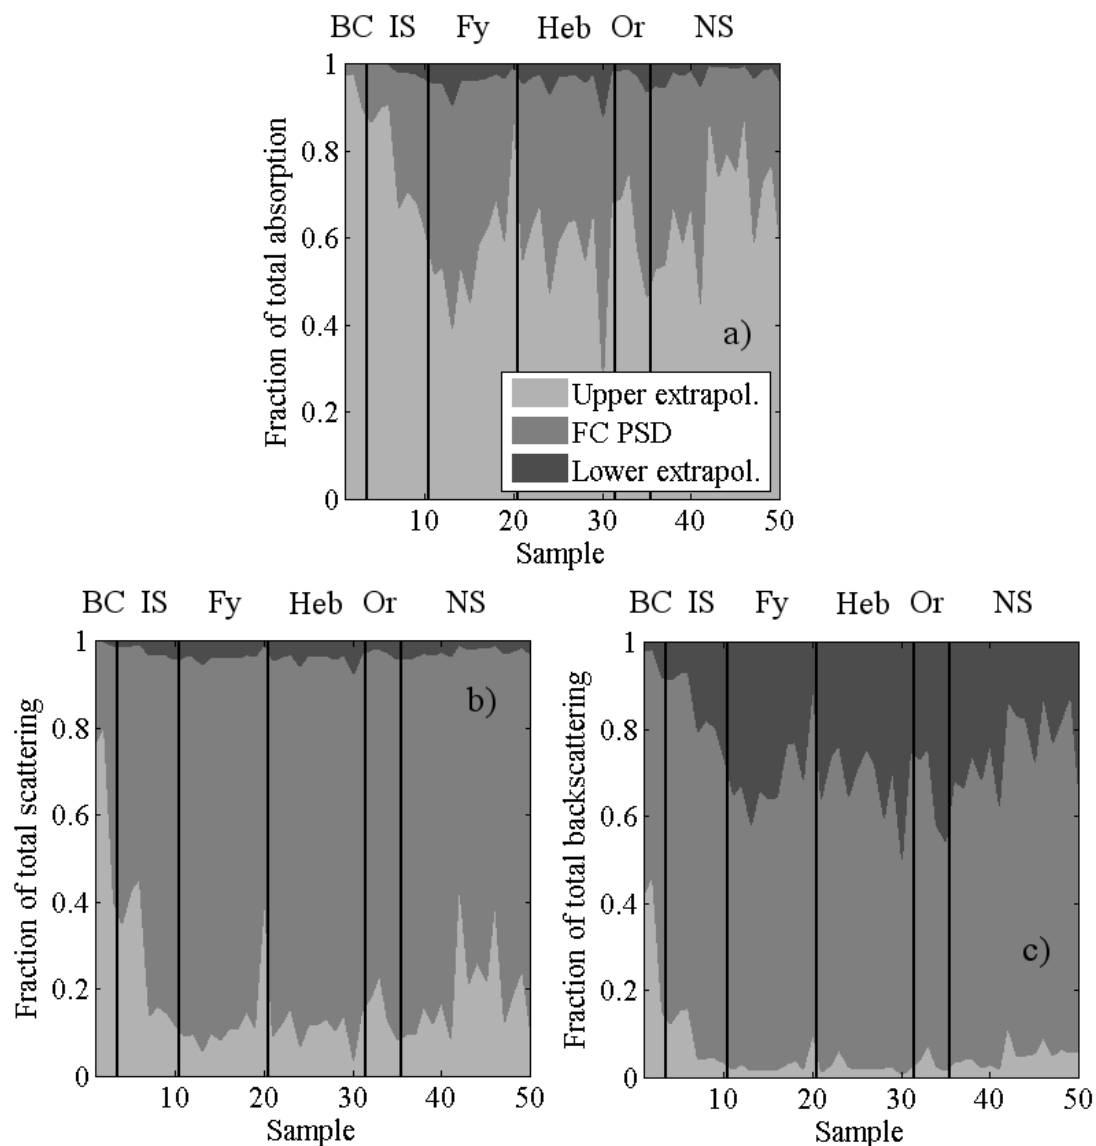 BC IS Fy Heb Or NS
1
0.8
0.6
0.4
0.2
0
Fraction of total absorption
a)
Upper extrapol.
FC PSD
Lower extrapol.
10 20 30 40 50
Sample
BC IS Fy Heb Or NS
1
0.8
0.6
0.4
0.2
0
Fraction of total scattering
b)
10 20 30 40 50
Sample
BC IS Fy Heb Or NS
1
0.8
0.6
0.4
0.2
0
Fraction of total backscattering
c)
10 20 30 40 50
Sample